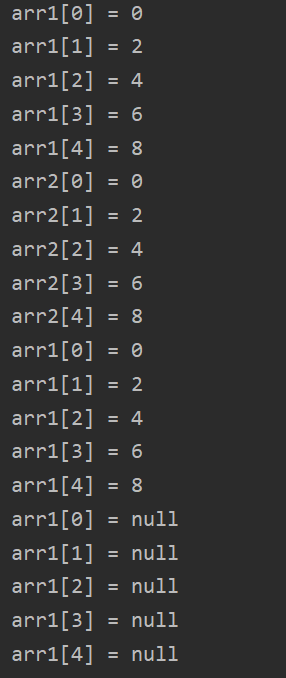 arr1[0] = 0
arr1[1] = 2
arr1[2] = 4
arr1[3] = 6
arr1[4] = 8
arr2[0] = 0
arr2[1] = 2
arr2[2] = 4
arr2[3] = 6
arr2[4] = 8
arr1[0] = 0
arr1[1] = 2
arr1[2] = 4
arr1[3] = 6
arr1[4] = 8
arr1[0] = null
arr1[1] = null
arr1[2] = null
arr1[3] = null
arr1[4] = null